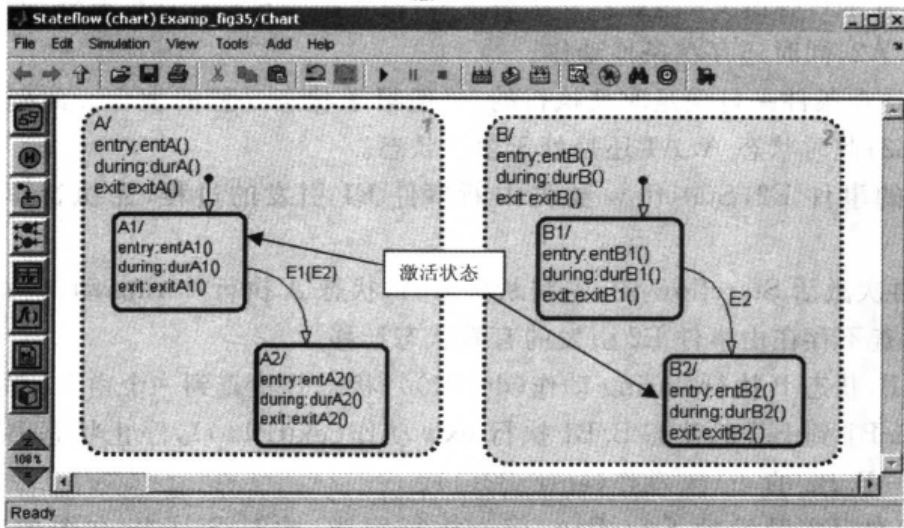 Stateflow (chart) Examp_fig35/Chart
File Edit Simulation View Tools Add Help
A/
entry:entA()
during:durA()
exit:exitA()
1
A1/
entry:entA1()
during:durA1()
exit:exitA1()
E1(E2)
A2/
entry:entA2()
during:durA2()
exit:exitA2()
激活状态
B/
entry:entB()
during:durB()
exit:exitB()
2
B1/
entry:entB1()
during:durB1()
exit:exitB1()
E2
B2/
entry:entB2()
during:durB2()
exit:exitB2()
108%
Ready